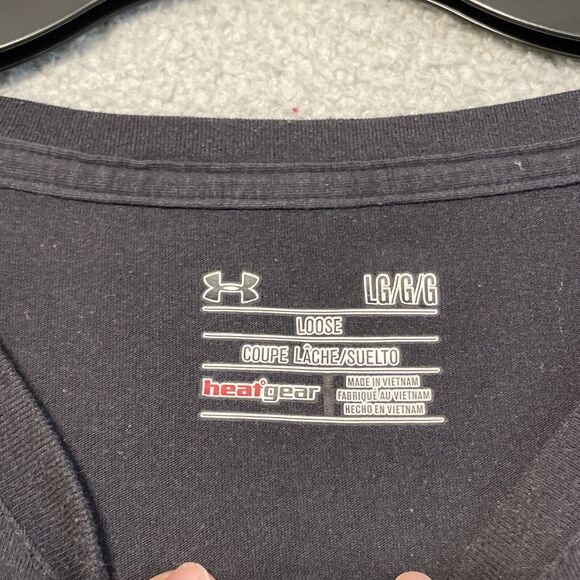 LG/G/G
LOOSE
COUPE LÂCHE/SUELTO
heatgear
MADE IN VIETNAM
FABRIQUÉ AU VIETNAM
HECHO EN VIETNAM